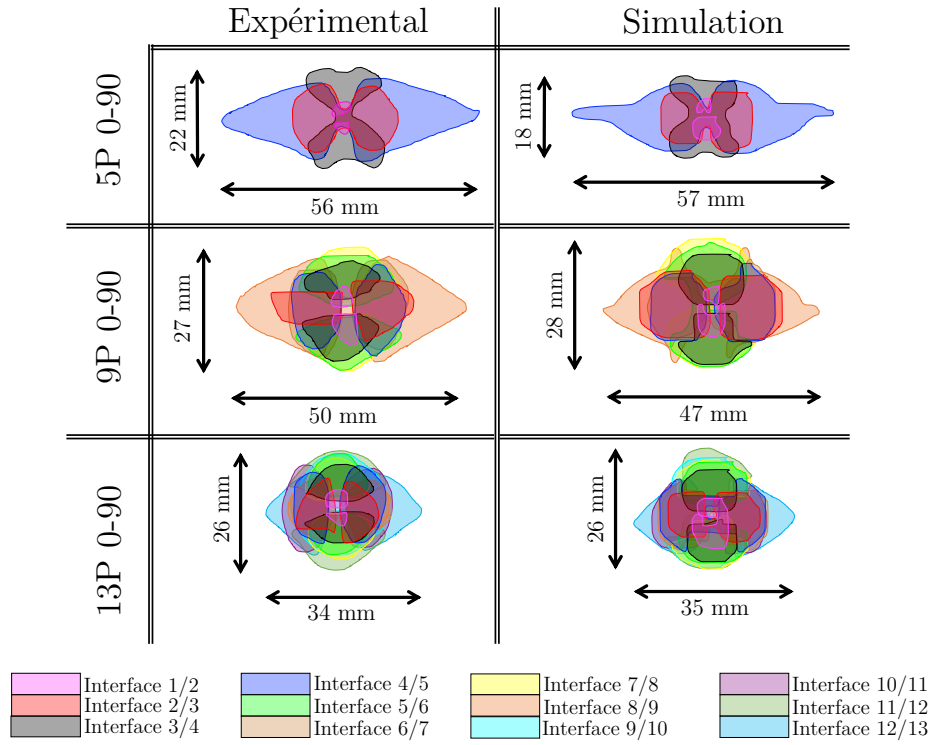 Expérimental
Simulation
5P 0-90
22 mm
56 mm
18 mm
57 mm
9P 0-90
27 mm
50 mm
28 mm
47 mm
13P 0-90
26 mm
34 mm
26 mm
35 mm
Interface 1/2
Interface 2/3
Interface 3/4
Interface 4/5
Interface 5/6
Interface 6/7
Interface 7/8
Interface 8/9
Interface 9/10
Interface 10/11
Interface 11/12
Interface 12/13